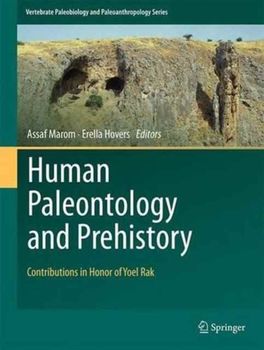 Vertebrate Paleobiology and Paleoanthropology Series
Assaf Marom · Erella Hovers Editors
Human
Paleontology
and Prehistory
Contributions in Honor of Yoel Rak
Springer